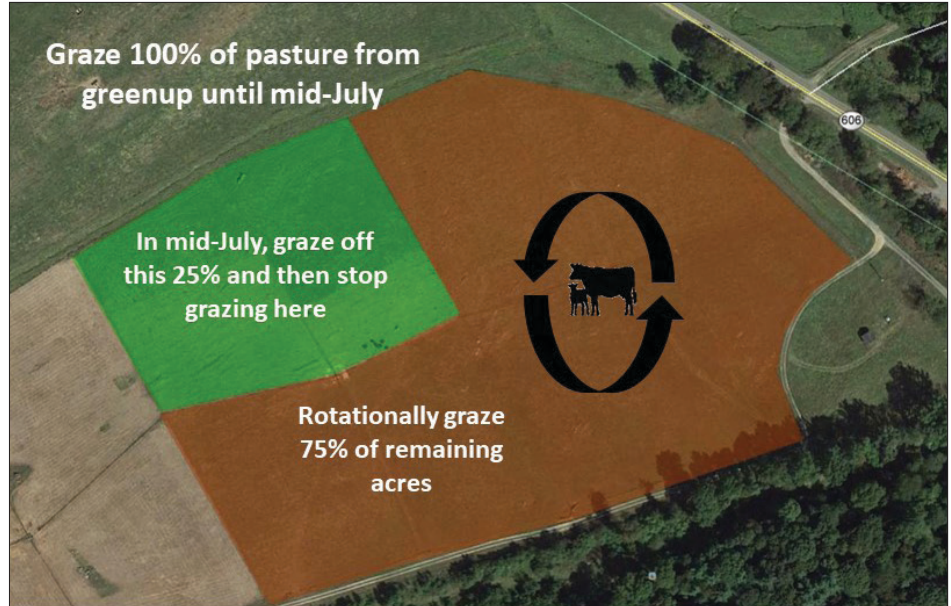 Graze 100% of pasture from
greenup until mid-July
606
In mid-July, graze off
this 25% and then stop
grazing here
Rotationally graze
75% of remaining
acres